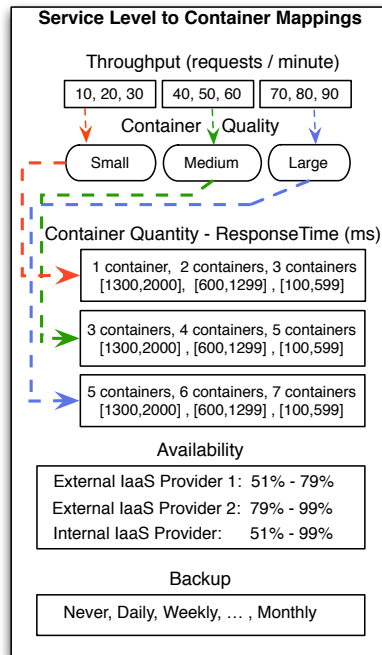 Service Level to Container Mappings
Throughput (requests / minute)
10, 20, 30
40, 50, 60
70, 80, 90
Container Quality
Small
Medium
Large
Container Quantity - ResponseTime (ms)
1 container, 2 containers, 3 containers
[1300,2000], [600,1299] , [100,599]
3 containers, 4 containers, 5 containers
[1300,2000] , [600,1299] , [100,599]
5 containers, 6 containers, 7 containers
[1300,2000] , [600,1299] , [100,599]
Availability
External IaaS Provider 1: 51% - 79%
External IaaS Provider 2: 79% - 99%
Internal IaaS Provider: 51% - 99%
Backup
Never, Daily, Weekly, ... , Monthly